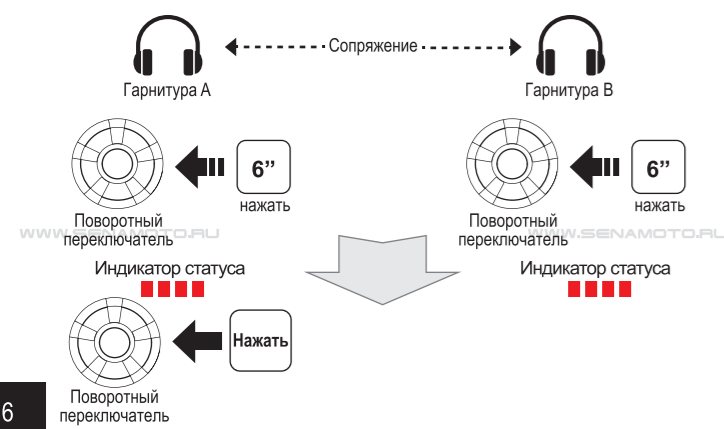 Сопряжение
Гарнитура A
Гарнитура B
6”
6”
нажать
нажать
Поворотный
переключатель
Поворотный
переключатель
WWW.SENAMOTO.RU
WWW.SENAMOTO.RU
Индикатор статуса
Индикатор статуса
Нажать
Поворотный
переключатель
6